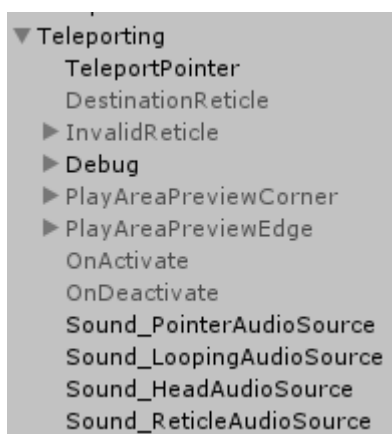 Teleporting
TeleportPointer
DestinationReticle
InvalidReticle
Debug
PlayAreaPreviewCorner
PlayAreaPreviewEdge
OnActivate
OnDeactivate
Sound_PointerAudioSource
Sound_LoopingAudioSource
Sound_HeadAudioSource
Sound_ReticleAudioSource